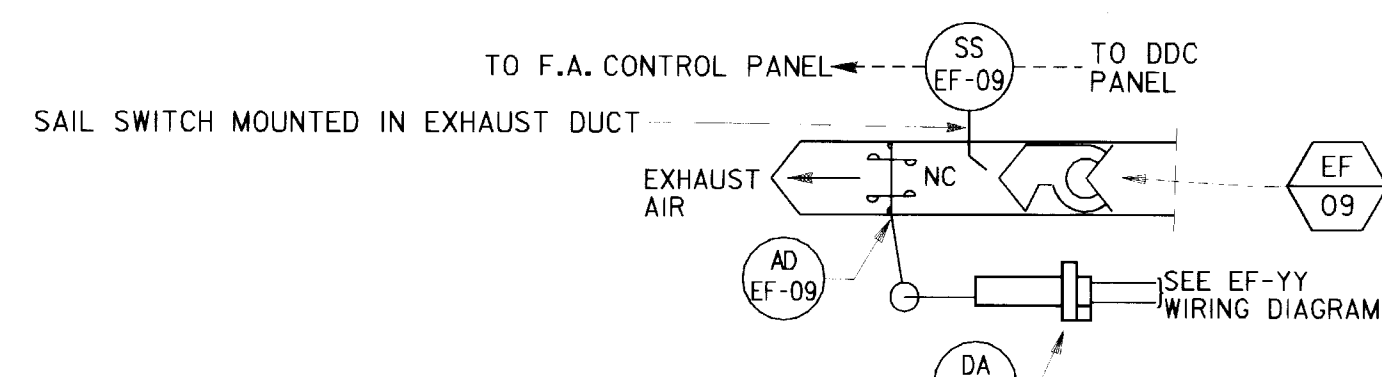 SS
EF-09
TO F.A. CONTROL PANEL
TO DDC
PANEL
SAIL SWITCH MOUNTED IN EXHAUST DUCT
EXHAUST
AIR
NC
EF
09
AD
EF-09
SEE EF-YY
WIRING DIAGRAM
DA